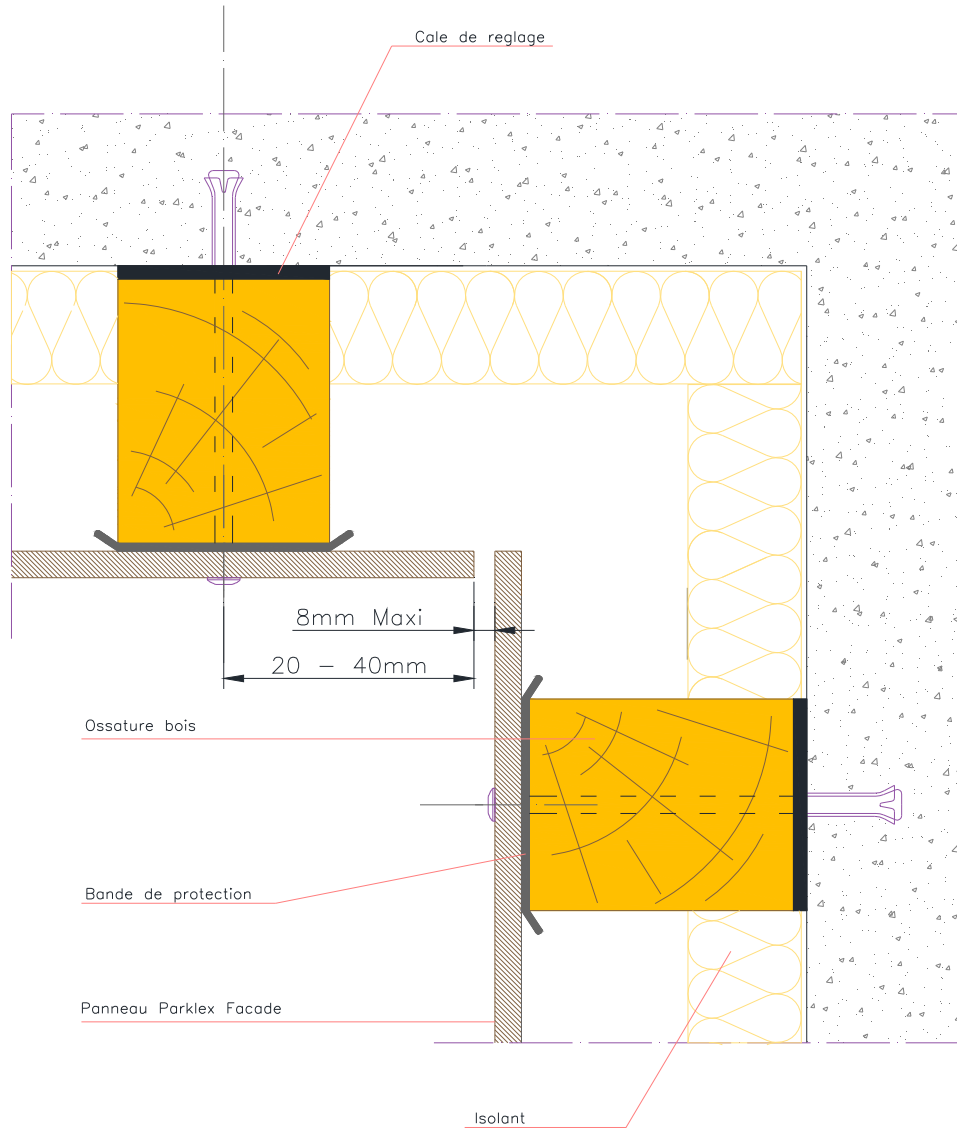 Cale de reglage
8mm Maxi
20 - 40mm
Ossature bois
Bande de protection
Panneau Parklex Facade
Isolant